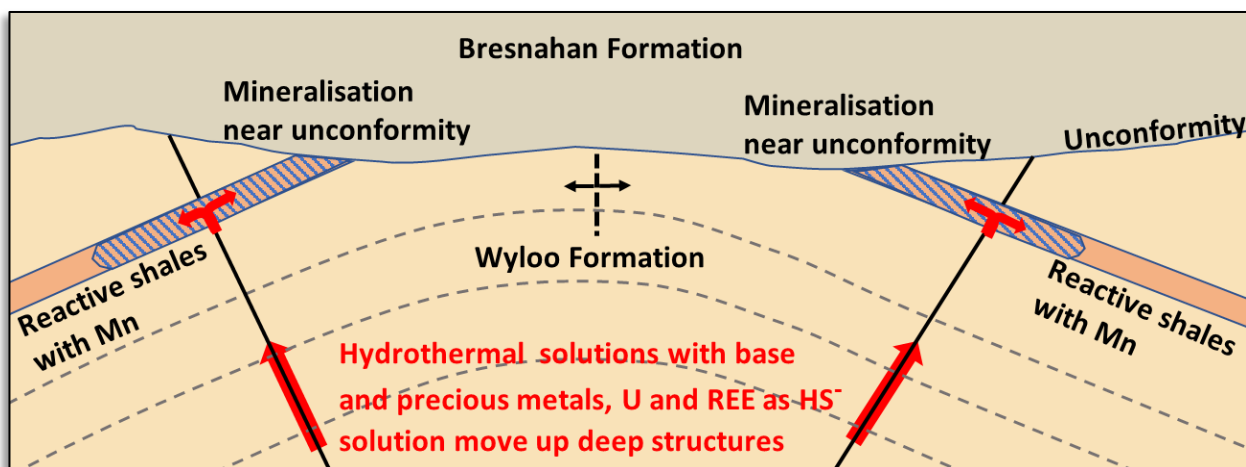 Bresnahan Formation
Mineralisation
near unconformity
Mineralisation
near unconformity
Unconformity
Wyloo Formation
Reactive shales
with Mn
Reactive shales
with Mn
Hydrothermal solutions with base
and precious metals, U and REE as HS⁻
solution move up deep structures